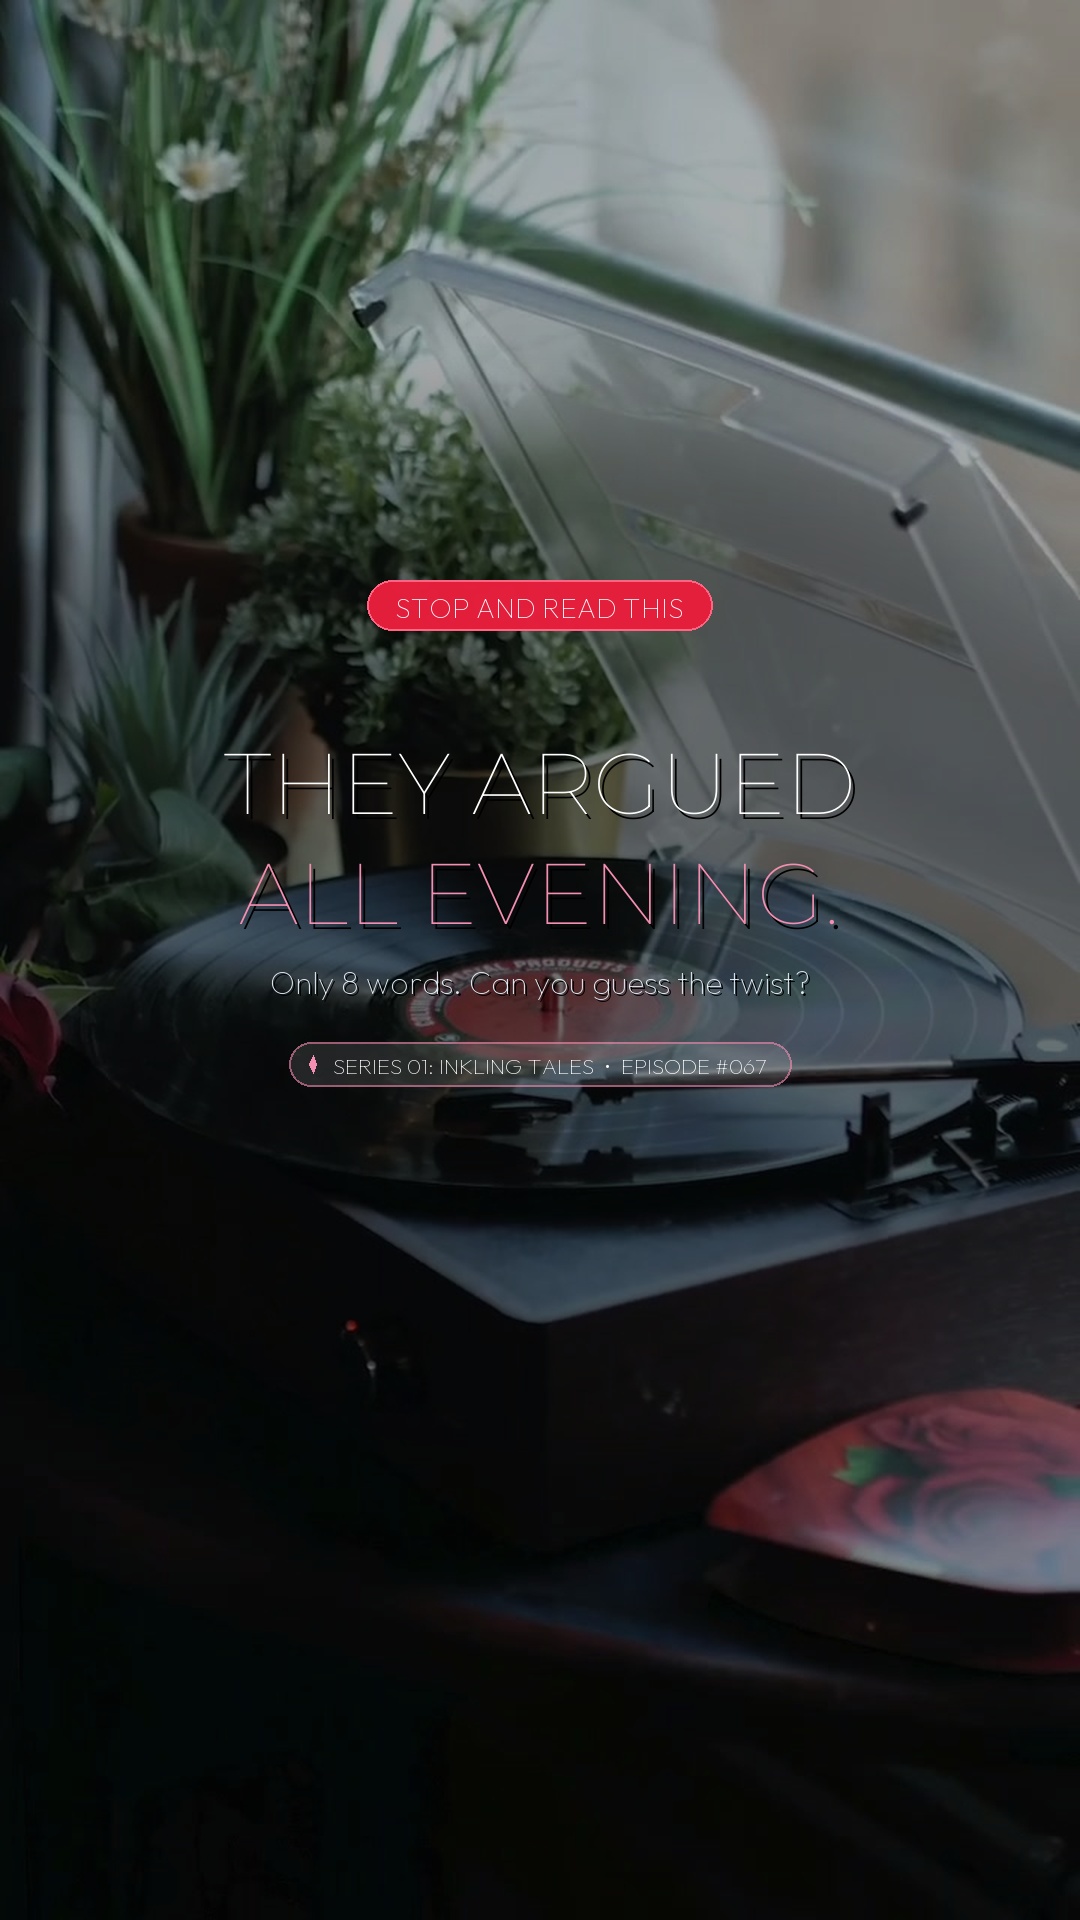 STOP AND READ THIS
THEY ARGUED
ALL EVENING.
Only 8 words. Can you guess the twist?
SERIES 01: INKLING TALES • EPISODE #067
PRODUCTS